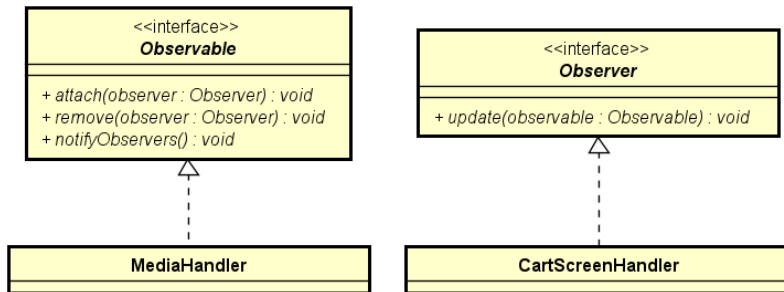 <<interface>>
Observable
+ attach(observer : Observer) : void
+ remove(observer : Observer) : void
+ notifyObservers() : void
<<interface>>
Observer
+ update(observable : Observable) : void
MediaHandler
CartScreenHandler